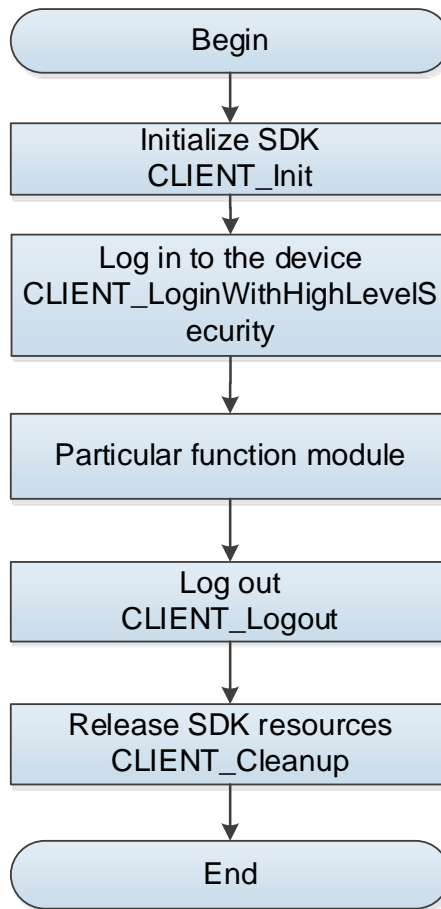 Begin
Initialize SDK
CLIENT_Init
Log in to the device
CLIENT_LoginWithHighLevelS
ecurity
Particular function module
Log out
CLIENT_Logout
Release SDK resources
CLIENT_Cleanup
End